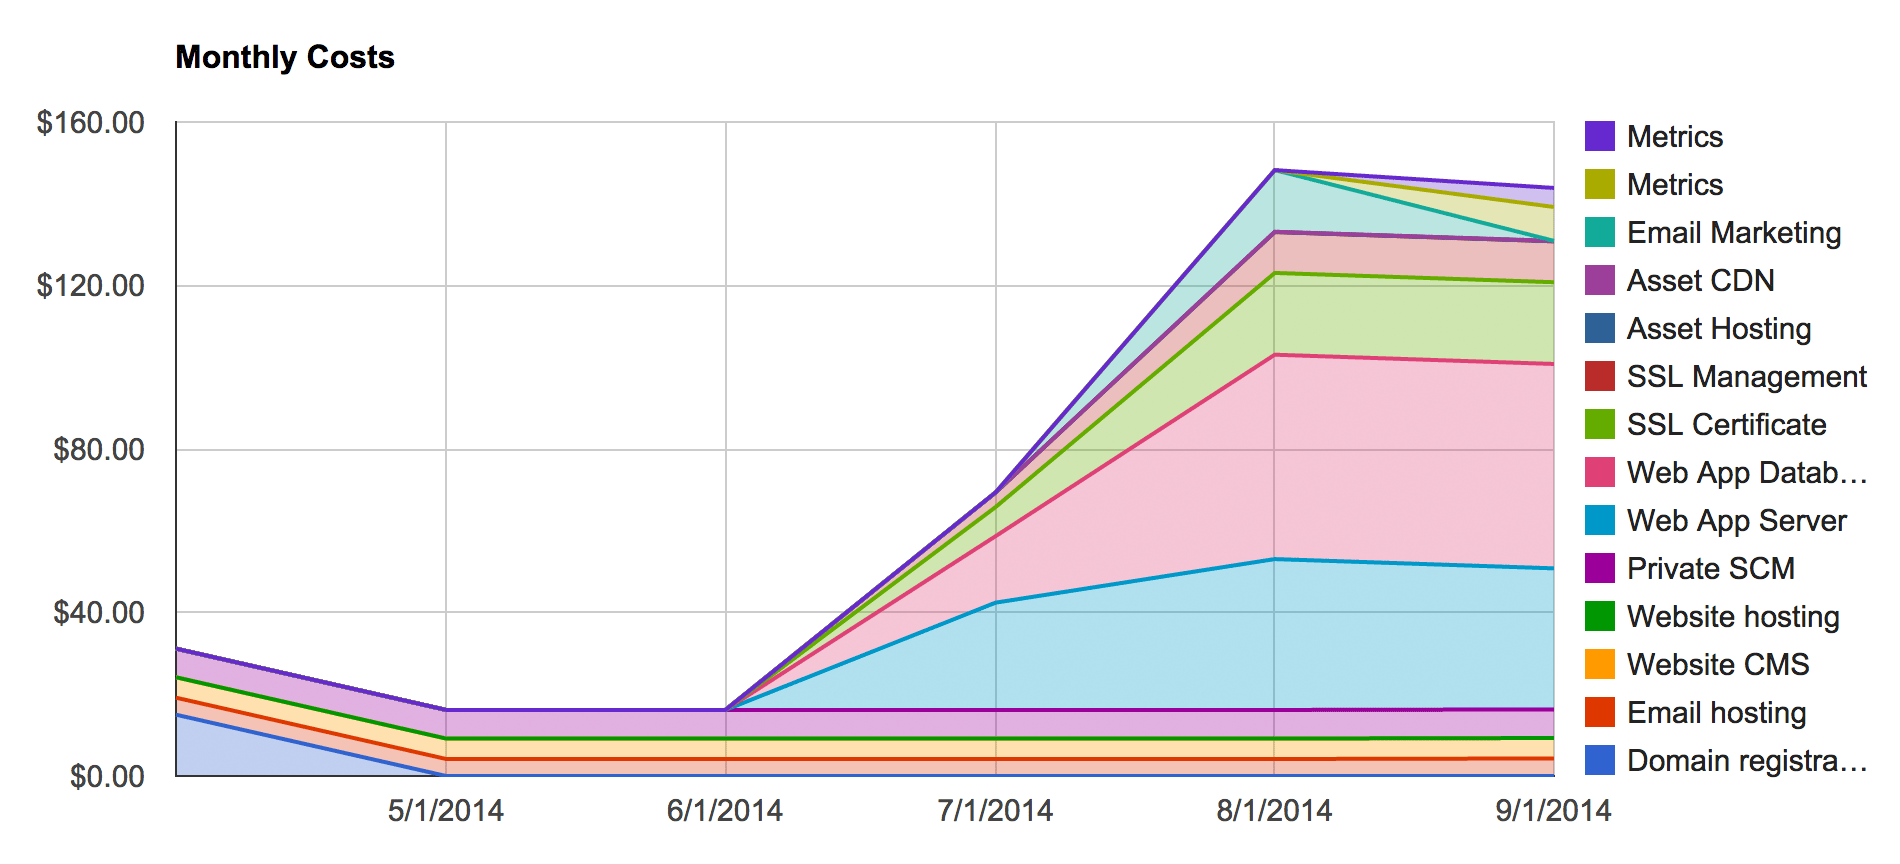 Monthly Costs
$160.00
$120.00
$80.00
$40.00
$0.00
5/1/2014
6/1/2014
7/1/2014
8/1/2014
9/1/2014
Metrics
Metrics
Email Marketing
Asset CDN
Asset Hosting
SSL Management
SSL Certificate
Web App Datab…
Web App Server
Private SCM
Website hosting
Website CMS
Email hosting
Domain registra…